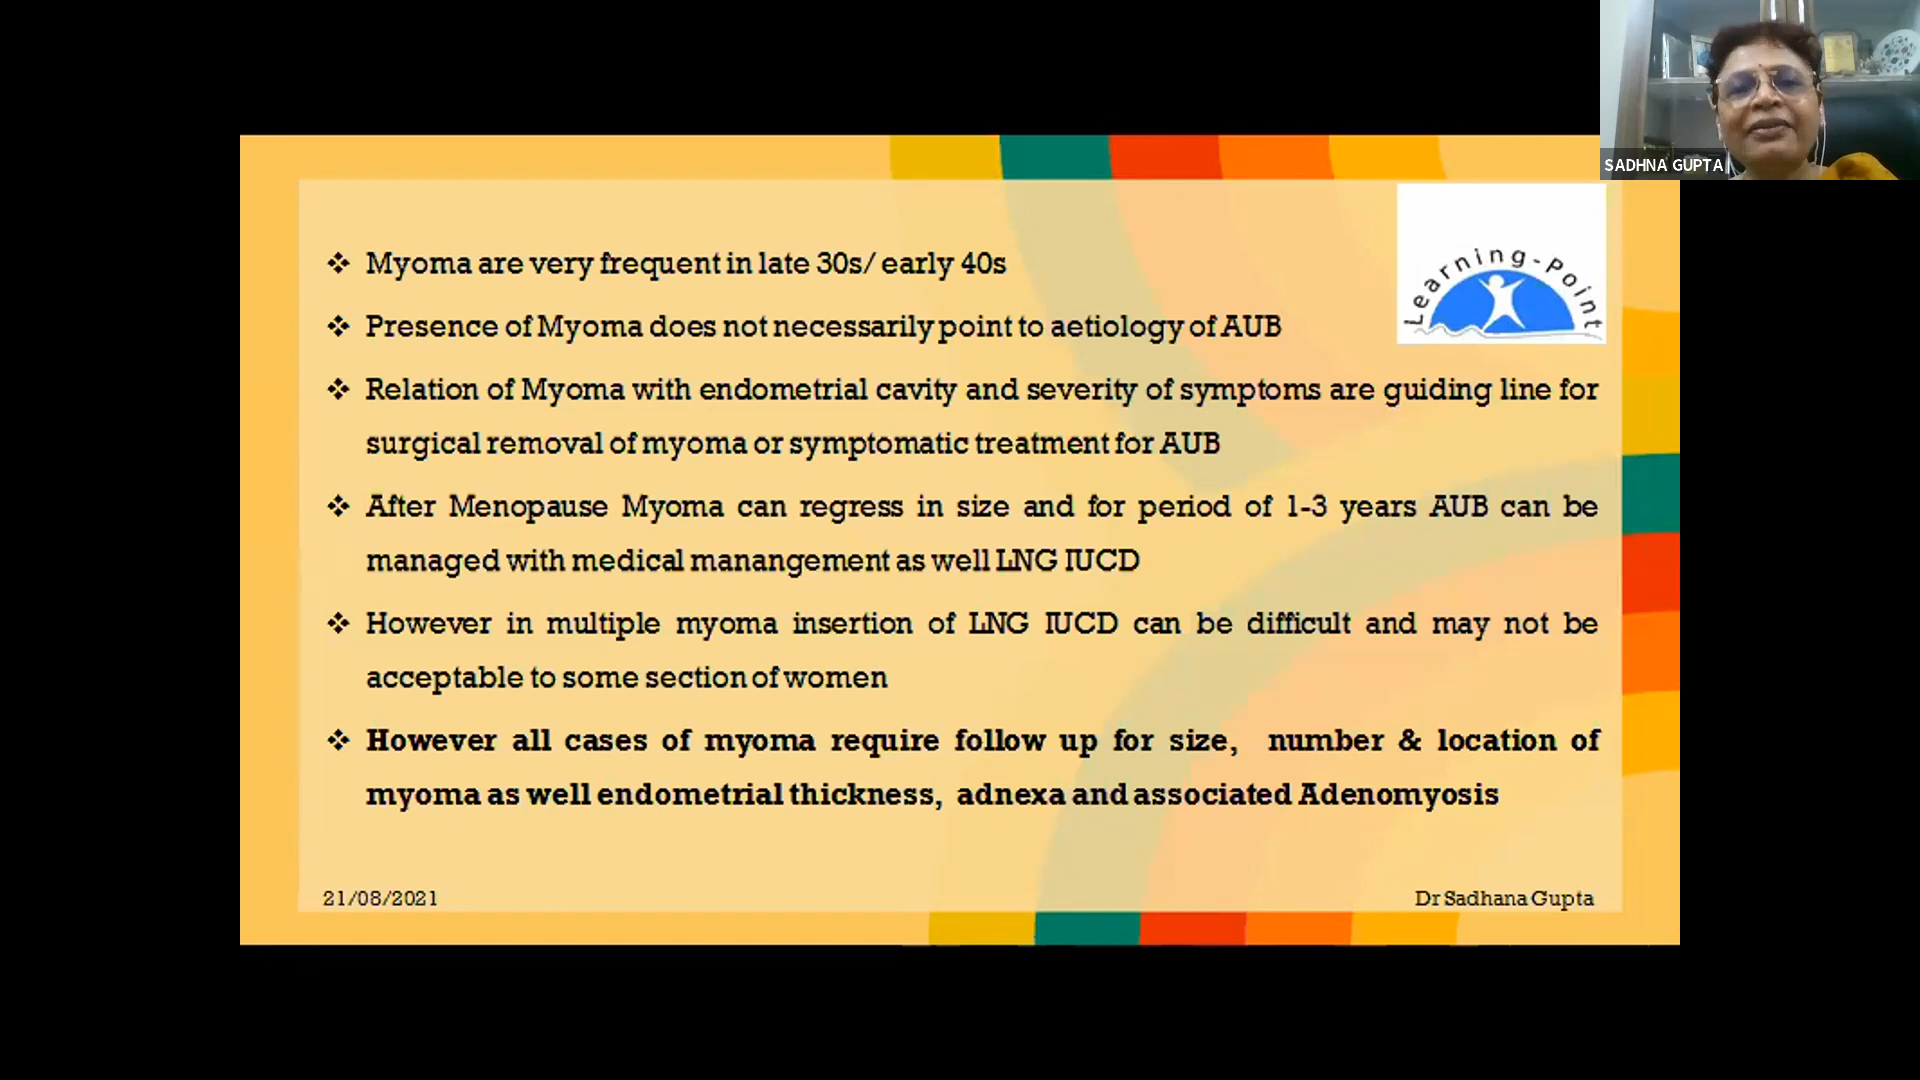 SADHNA GUPTA
Learning-Point
❖ Myoma are very frequent in late 30s/ early 40s
❖ Presence of Myoma does not necessarily point to aetiology of AUB
❖ Relation of Myoma with endometrial cavity and severity of symptoms are guiding line for
surgical removal of myoma or symptomatic treatment for AUB
❖ After Menopause Myoma can regress in size and for period of 1-3 years AUB can be
managed with medical manangement as well LNG IUCD
❖ However in multiple myoma insertion of LNG IUCD can be difficult and may not be
acceptable to some section of women
❖ However all cases of myoma require follow up for size, number & location of
myoma as well endometrial thickness, adnexa and associated Adenomyosis
21/08/2021
Dr Sadhana Gupta